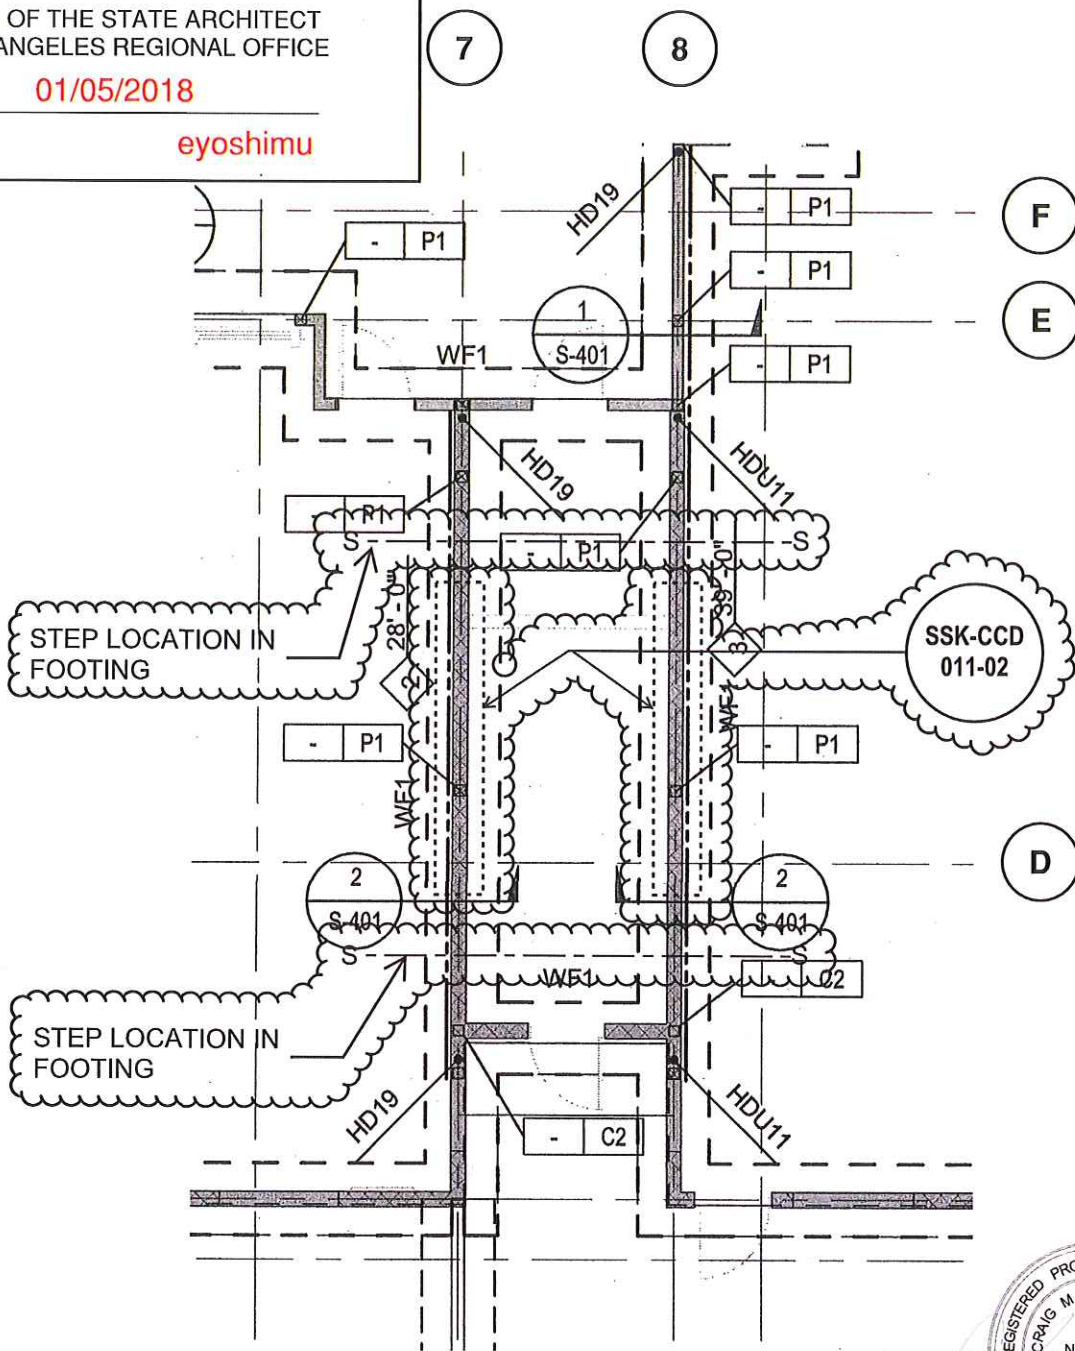 OF THE STATE ARCHITECT
ANGELES REGIONAL OFFICE
01/05/2018
eyoshimu
7
8
HD19
- P1
F
- P1
- P1
1
S-401
E
WF1
- P1
HD19
HDU11
- P1
S
- P1
S
STEP LOCATION IN
FOOTING
28' - 0"
2
39' - 0"
3
SSK-CCD
011-02
WF1
- P1
- P1
WF1
D
2
S-401
2
S-401
S
WF1
S
- C2
STEP LOCATION IN
FOOTING
HD19
- C2
HDU11
CRAIG M